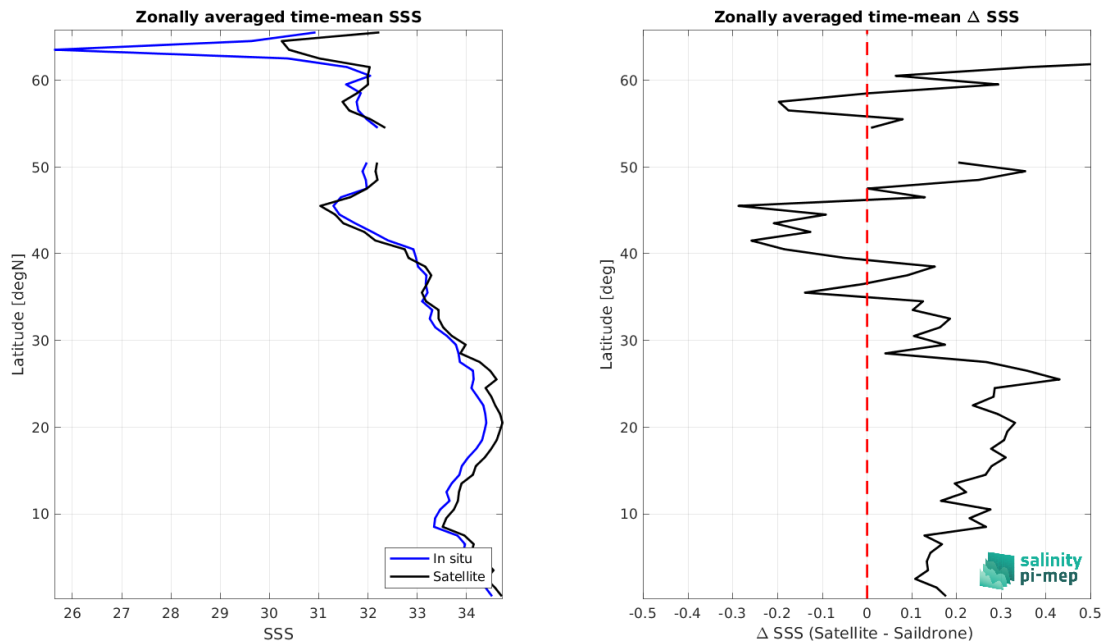 Zonally averaged time-mean SSS
Latitude [degN]
60
50
40
30
20
10
26 27 28 29 30 31 32 33 34
SSS
In situ
Satellite
Zonally averaged time-mean Δ SSS
Latitude [deg]
60
50
40
30
20
10
-0.5 -0.4 -0.3 -0.2 -0.1 0 0.1 0.2 0.3 0.4 0.5
Δ SSS (Satellite - Saildrone)
salinity
pi-mep